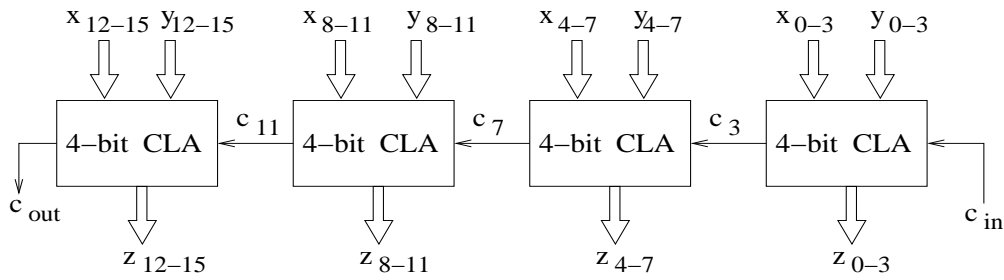 x 12–15 y 12–15 x 8–11 y 8–11 x 4–7 y 4–7 x 0–3 y 0–3
c 11 c 7 c 3
4–bit CLA 4–bit CLA 4–bit CLA 4–bit CLA
c out c in
z 12–15 z 8–11 z 4–7 z 0–3